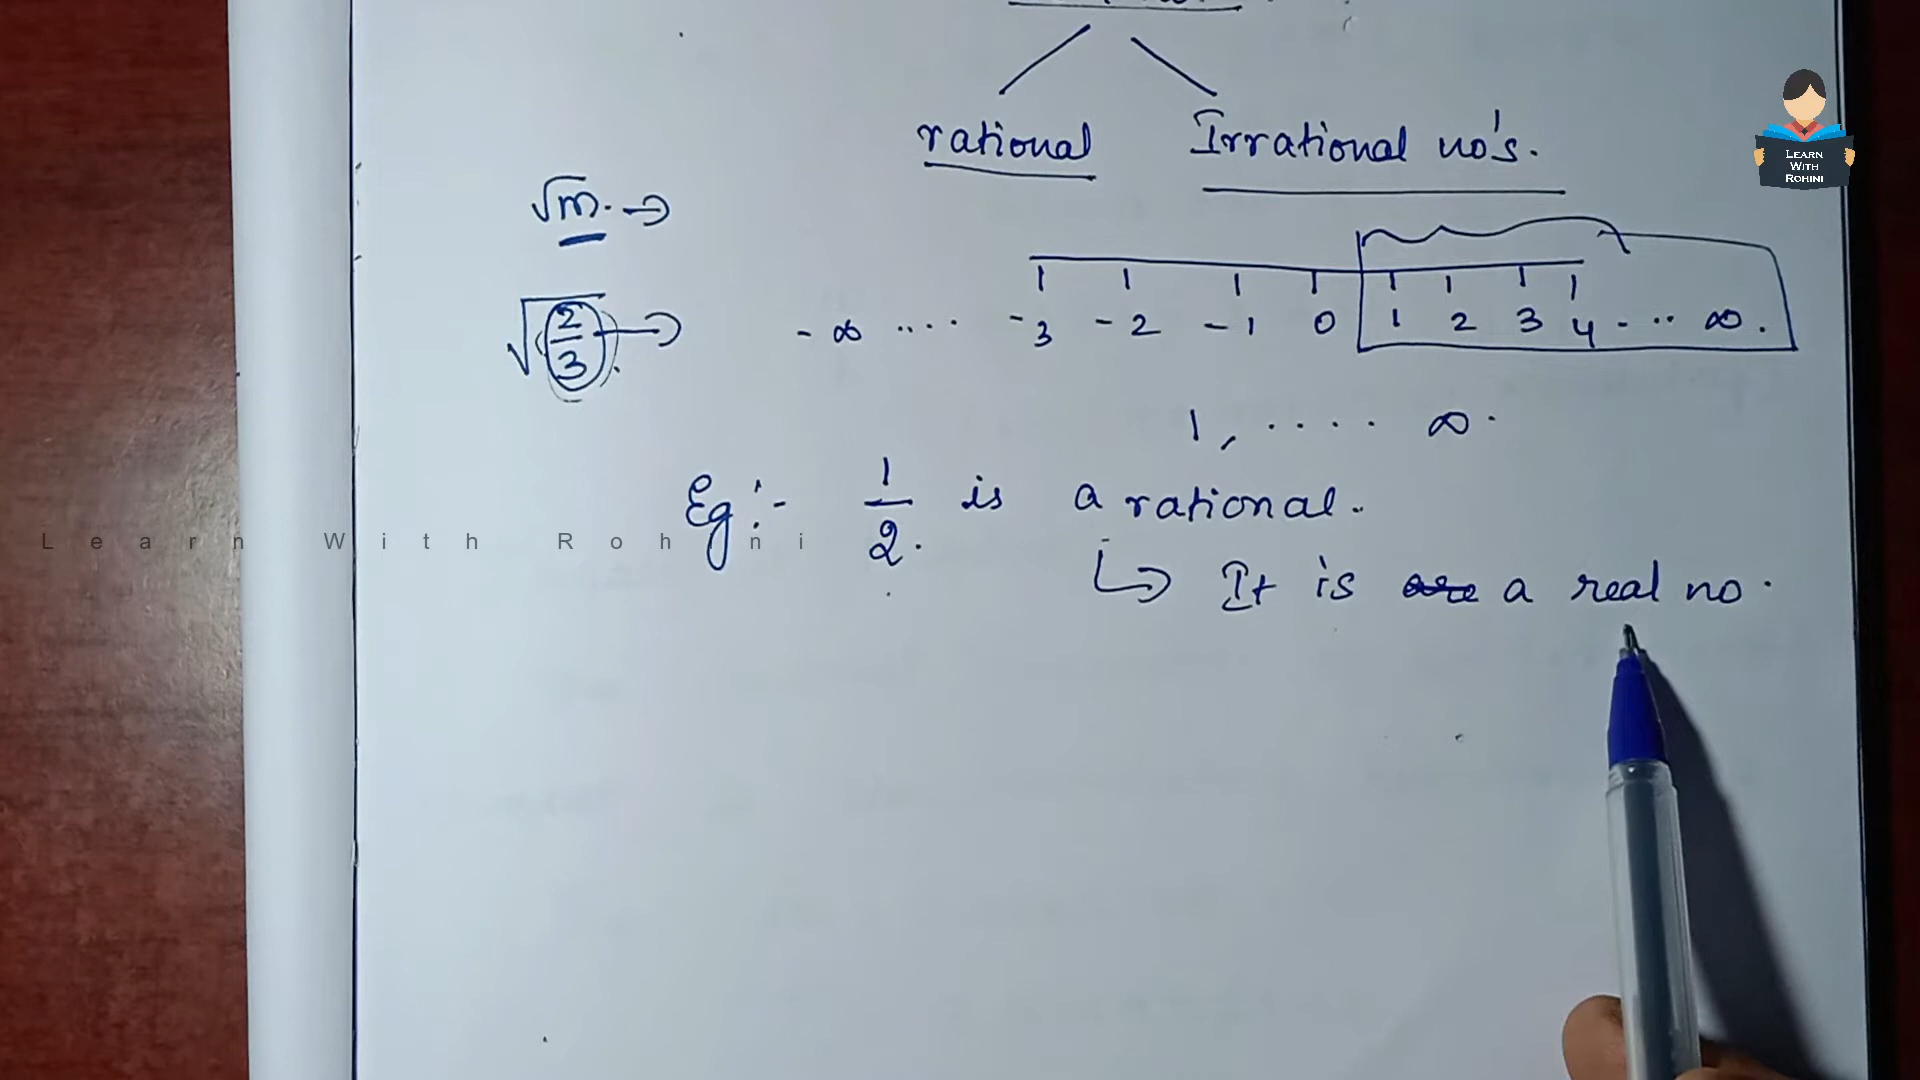 rational Irrational no's.
√m. →
√2/3 →
- ∞ .... -3 -2 -1 0 1 2 3 4 - .. ∞.
1, .... ∞.
Eg:- 1/2. is a rational.
↳ It is a real no.
LEARN
WITH
ROHINI
Learn With Rohini